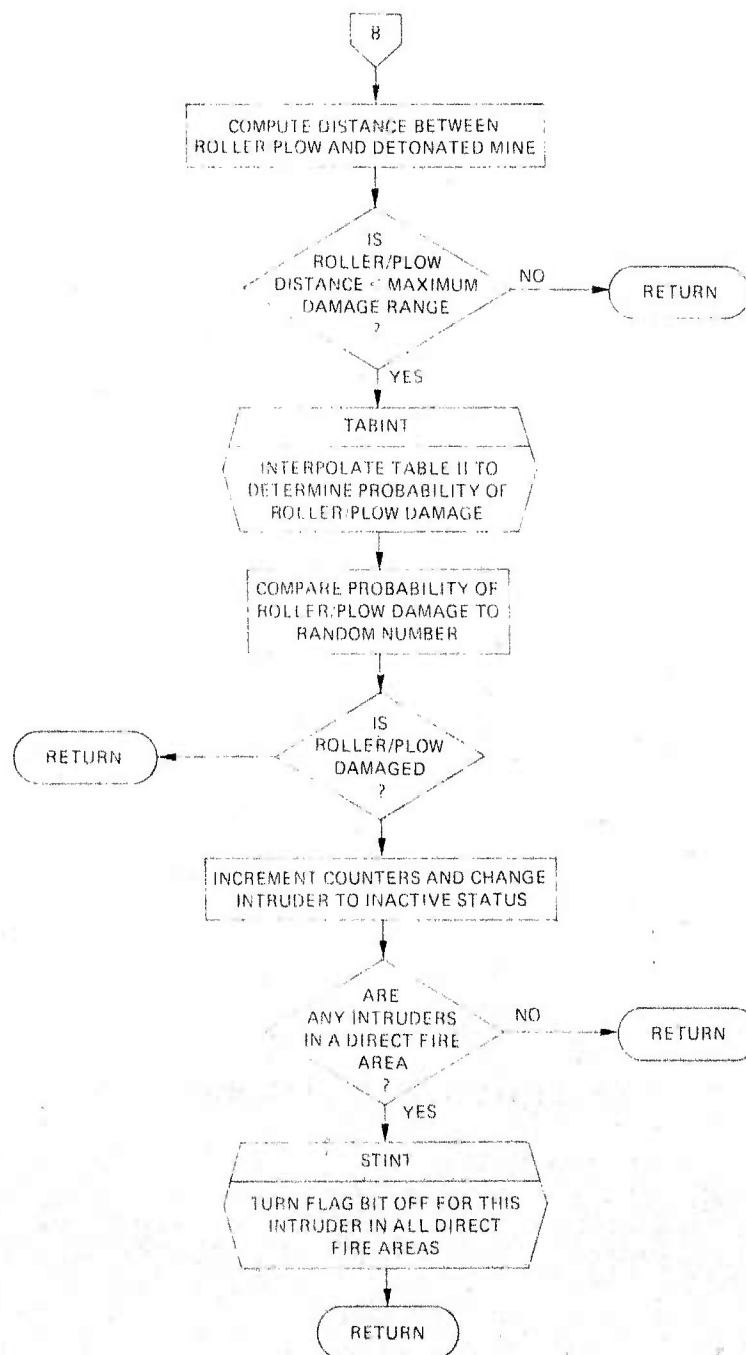 8
COMPUTE DISTANCE BETWEEN
ROLLER PLOW AND DETONATED MINE
IS
ROLLER/PLOW
DISTANCE < MAXIMUM
DAMAGE RANGE
?
NO
RETURN
YES
TABINT
INTERPOLATE TABLE II TO
DETERMINE PROBABILITY OF
ROLLER/PLOW DAMAGE
COMPARE PROBABILITY OF
ROLLER/PLOW DAMAGE TO
RANDOM NUMBER
IS
ROLLER/PLOW
DAMAGED
?
RETURN
INCREMENT COUNTERS AND CHANGE
INTRUDER TO INACTIVE STATUS
ARE
ANY INTRUDERS
IN A DIRECT FIRE
AREA
?
NO
RETURN
YES
STINT
TURN FLAG BIT OFF FOR THIS
INTRUDER IN ALL DIRECT
FIRE AREAS
RETURN